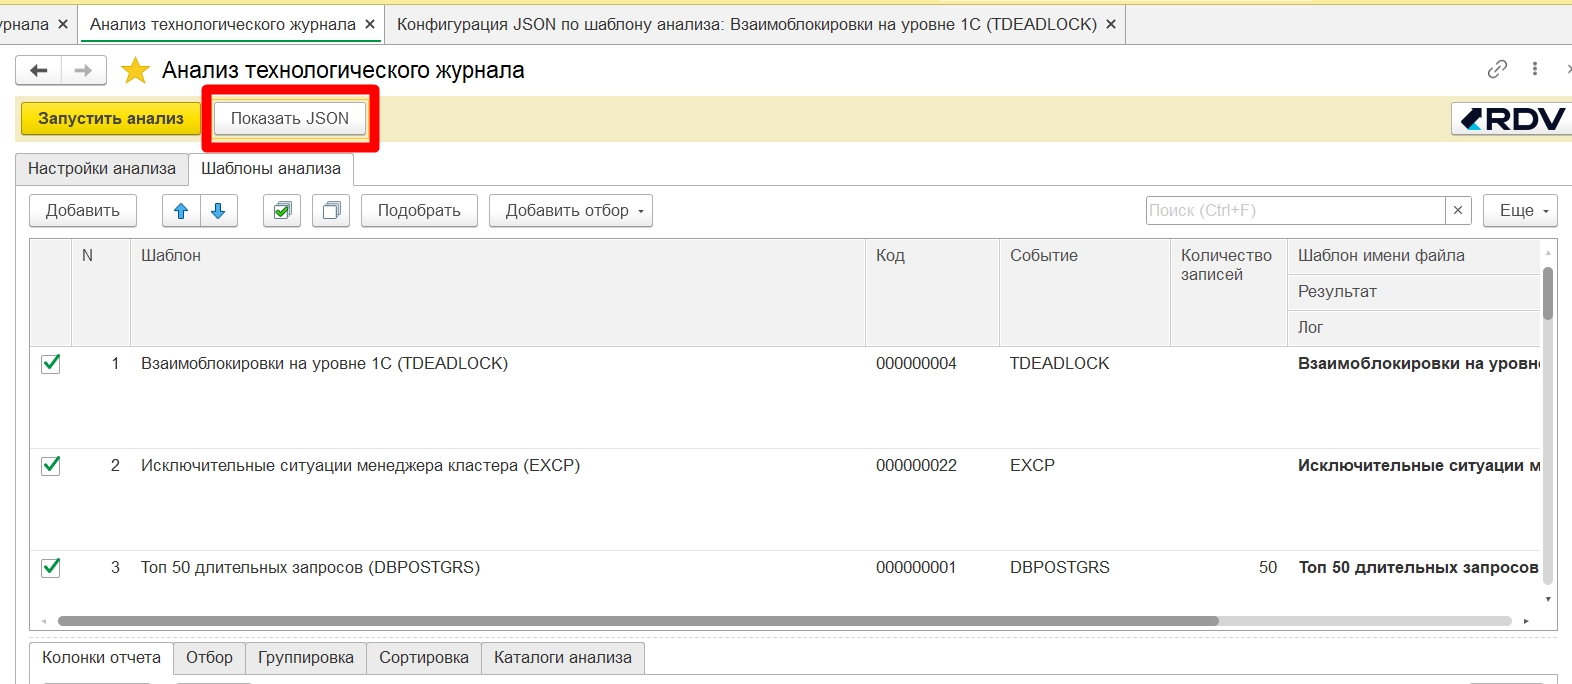 рнала × Анализ технологического журнала × Конфигурация JSON по шаблону анализа: Взаимоблокировки на уровне 1С (TDEADLOCK) ×
Анализ технологического журнала
Запустить анализ Показать JSON RDV
Настройки анализа Шаблоны анализа
Добавить Подобрать Добавить отбор Поиск (Ctrl+F) × Еще
N Шаблон Код Событие Количество записей Шаблон имени файла
Результат
Лог
1 Взаимоблокировки на уровне 1С (TDEADLOCK) 000000004 TDEADLOCK Взаимоблокировки на уровн
2 Исключительные ситуации менеджера кластера (EXCP) 000000022 EXCP Исключительные ситуации м
3 Топ 50 длительных запросов (DBPOSTGRS) 000000001 DBPOSTGRS 50 Топ 50 длительных запросов
Колонки отчета Отбор Группировка Сортировка Каталоги анализа